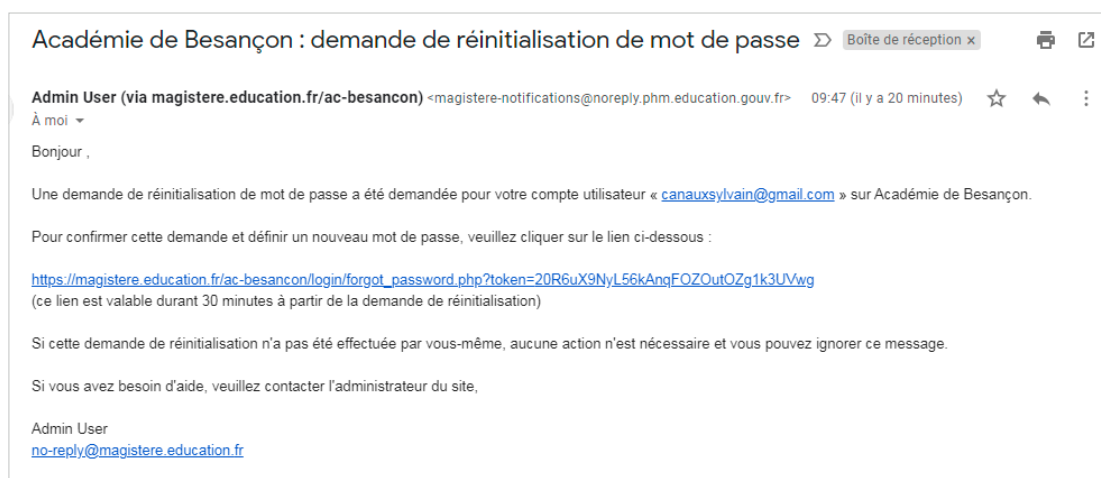 Académie de Besançon : demande de réinitialisation de mot de passe Boîte de réception ×
Admin User (via magistere.education.fr/ac-besancon) <magistere-notifications@noreply.phm.education.gouv.fr> 09:47 (il y a 20 minutes)
À moi
Bonjour ,
Une demande de réinitialisation de mot de passe a été demandée pour votre compte utilisateur « canauxsylvain@gmail.com » sur Académie de Besançon.
Pour confirmer cette demande et définir un nouveau mot de passe, veuillez cliquer sur le lien ci-dessous :
https://magistere.education.fr/ac-besancon/login/forgot_password.php?token=20R6uX9NyL56kAnqFOZOutOZg1k3UVwg
(ce lien est valable durant 30 minutes à partir de la demande de réinitialisation)
Si cette demande de réinitialisation n'a pas été effectuée par vous-même, aucune action n'est nécessaire et vous pouvez ignorer ce message.
Si vous avez besoin d'aide, veuillez contacter l'administrateur du site,
Admin User
no-reply@magistere.education.fr